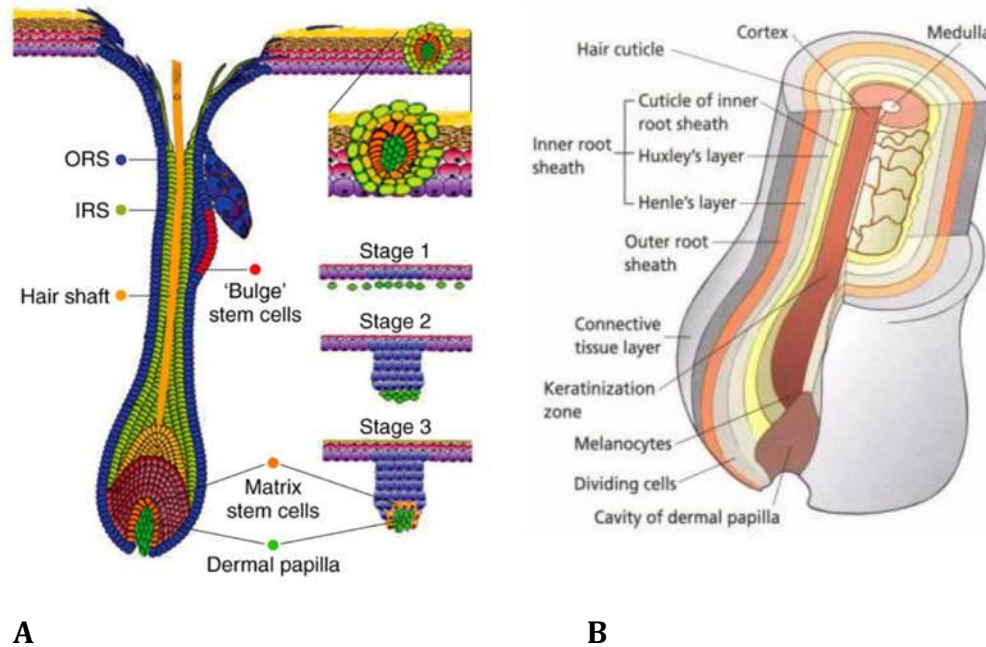 ORS
IRS
Hair shaft
'Bulge'
stem cells
Matrix
stem cells
Dermal papilla
Stage 1
Stage 2
Stage 3
A
Cortex
Medulla
Hair cuticle
Cuticle of inner
root sheath
Inner root
sheath
Huxley's layer
Henle's layer
Outer root
sheath
Connective
tissue layer
Keratinization
zone
Melanocytes
Dividing cells
Cavity of dermal papilla
B